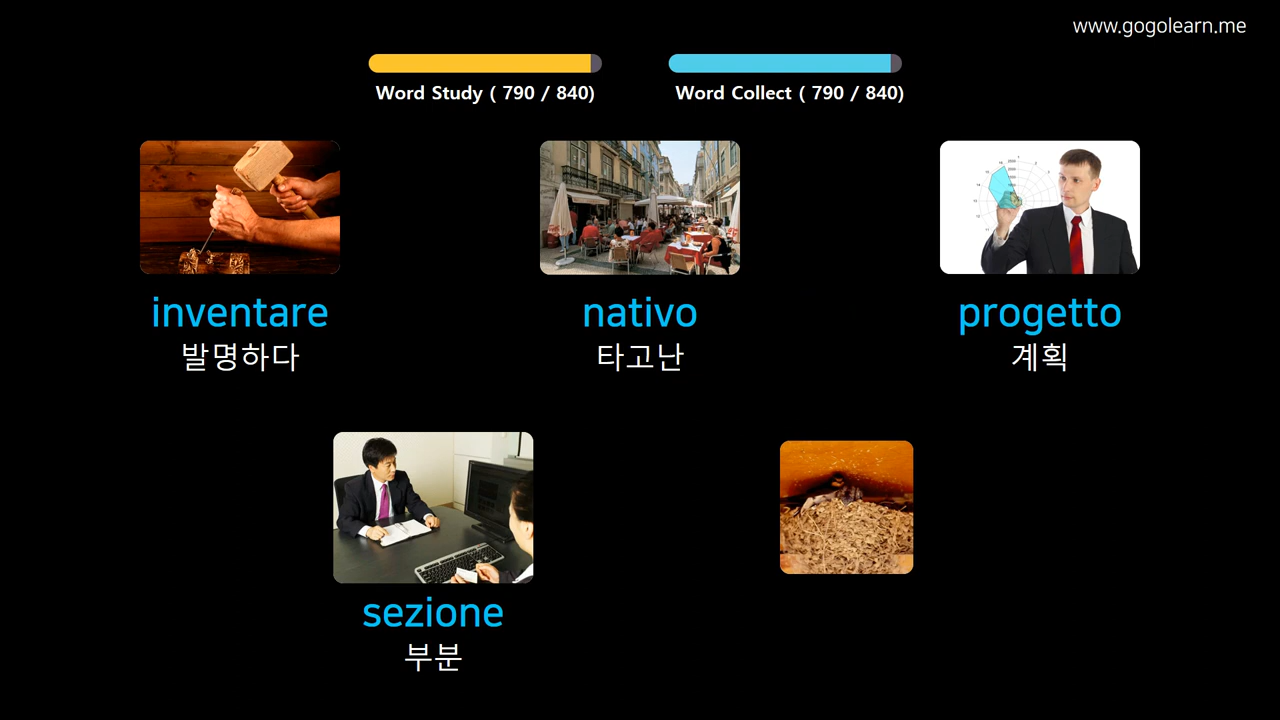 www.gogolearn.me
Word Study ( 790 / 840)
Word Collect ( 790 / 840)
inventare
발명하다
nativo
타고난
progetto
계획
sezione
부분